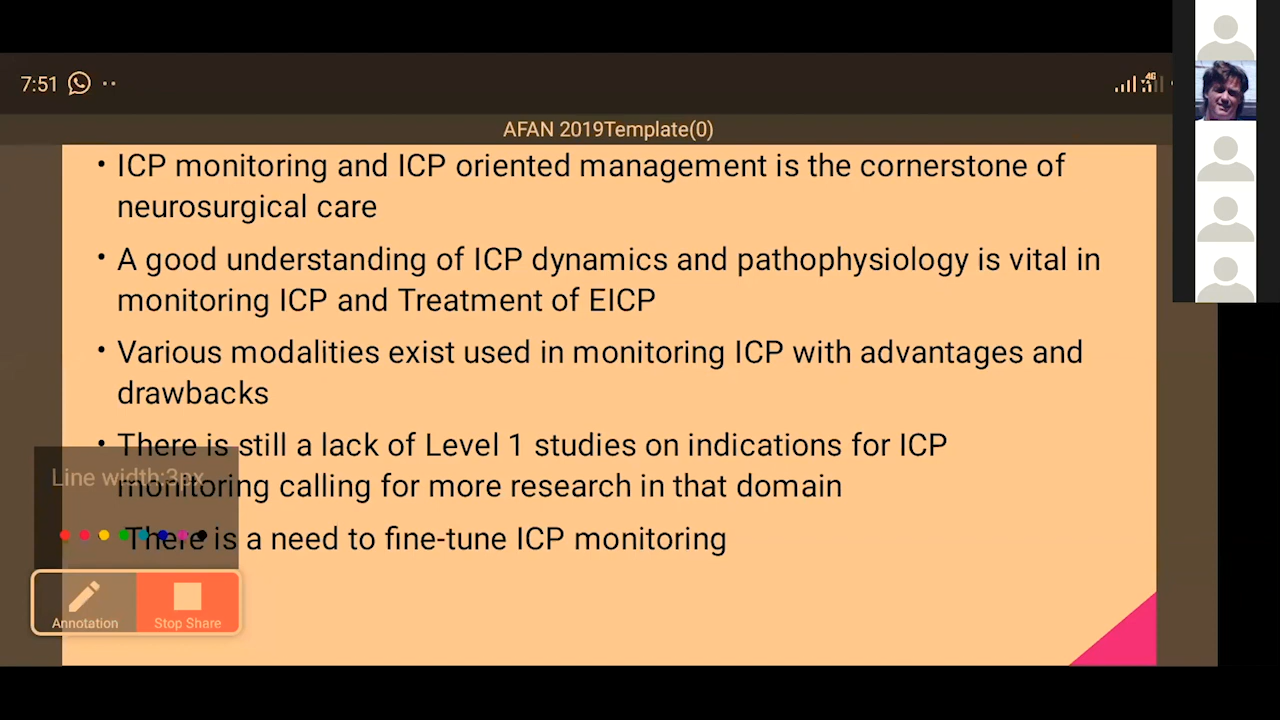 7:51
4G
AFAN 2019Template(0)
• ICP monitoring and ICP oriented management is the cornerstone of
neurosurgical care
• A good understanding of ICP dynamics and pathophysiology is vital in
monitoring ICP and Treatment of EICP
• Various modalities exist used in monitoring ICP with advantages and
drawbacks
• There is still a lack of Level 1 studies on indications for ICP
monitoring calling for more research in that domain
There is a need to fine-tune ICP monitoring
Line width:3px
Annotation
Stop Share